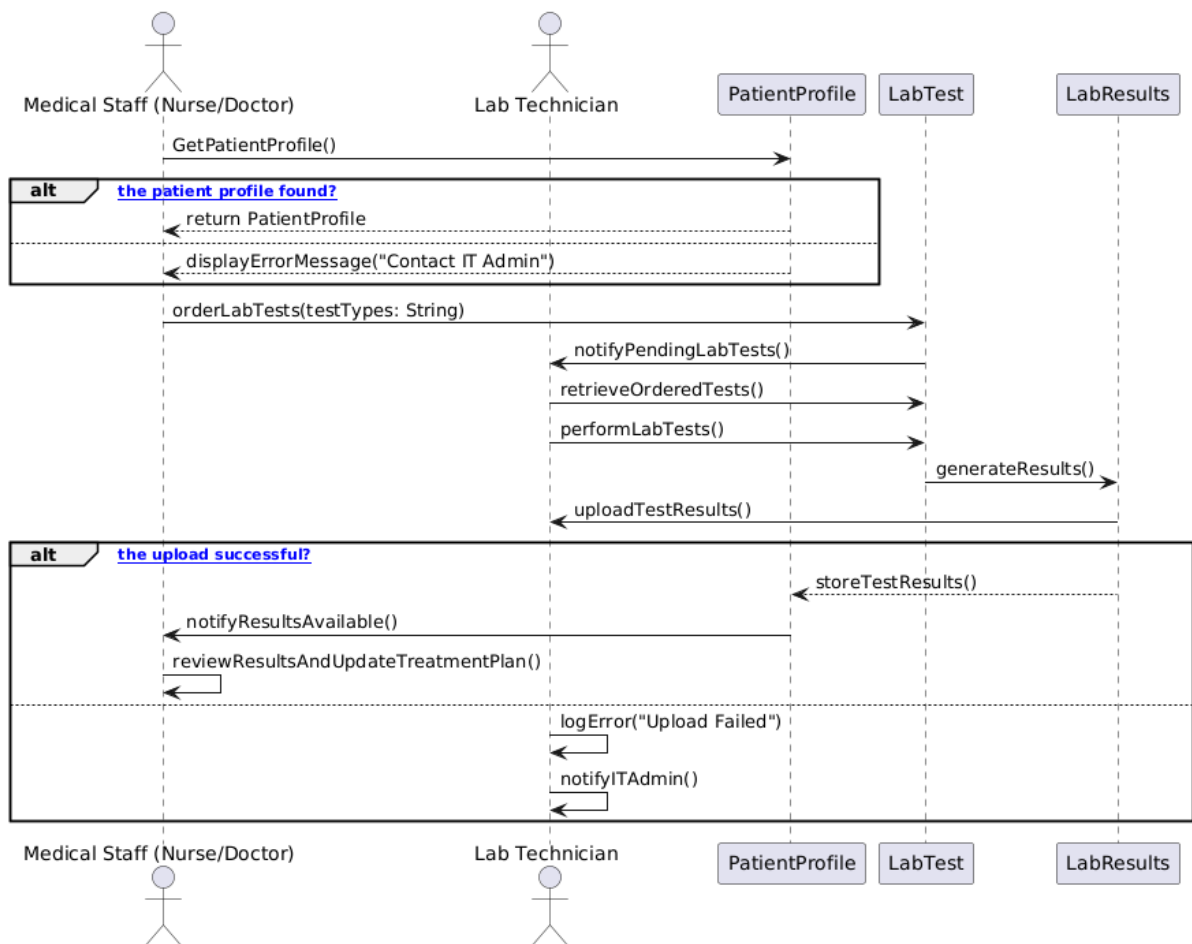 Medical Staff (Nurse/Doctor)
Lab Technician
PatientProfile
LabTest
LabResults
GetPatientProfile()
alt
the patient profile found?
return PatientProfile
displayErrorMessage("Contact IT Admin")
orderLabTests(testTypes: String)
notifyPendingLabTests()
retrieveOrderedTests()
performLabTests()
generateResults()
uploadTestResults()
alt
the upload successful?
storeTestResults()
notifyResultsAvailable()
reviewResultsAndUpdateTreatmentPlan()
logError("Upload Failed")
notifyITAdmin()
Medical Staff (Nurse/Doctor)
Lab Technician
PatientProfile
LabTest
LabResults